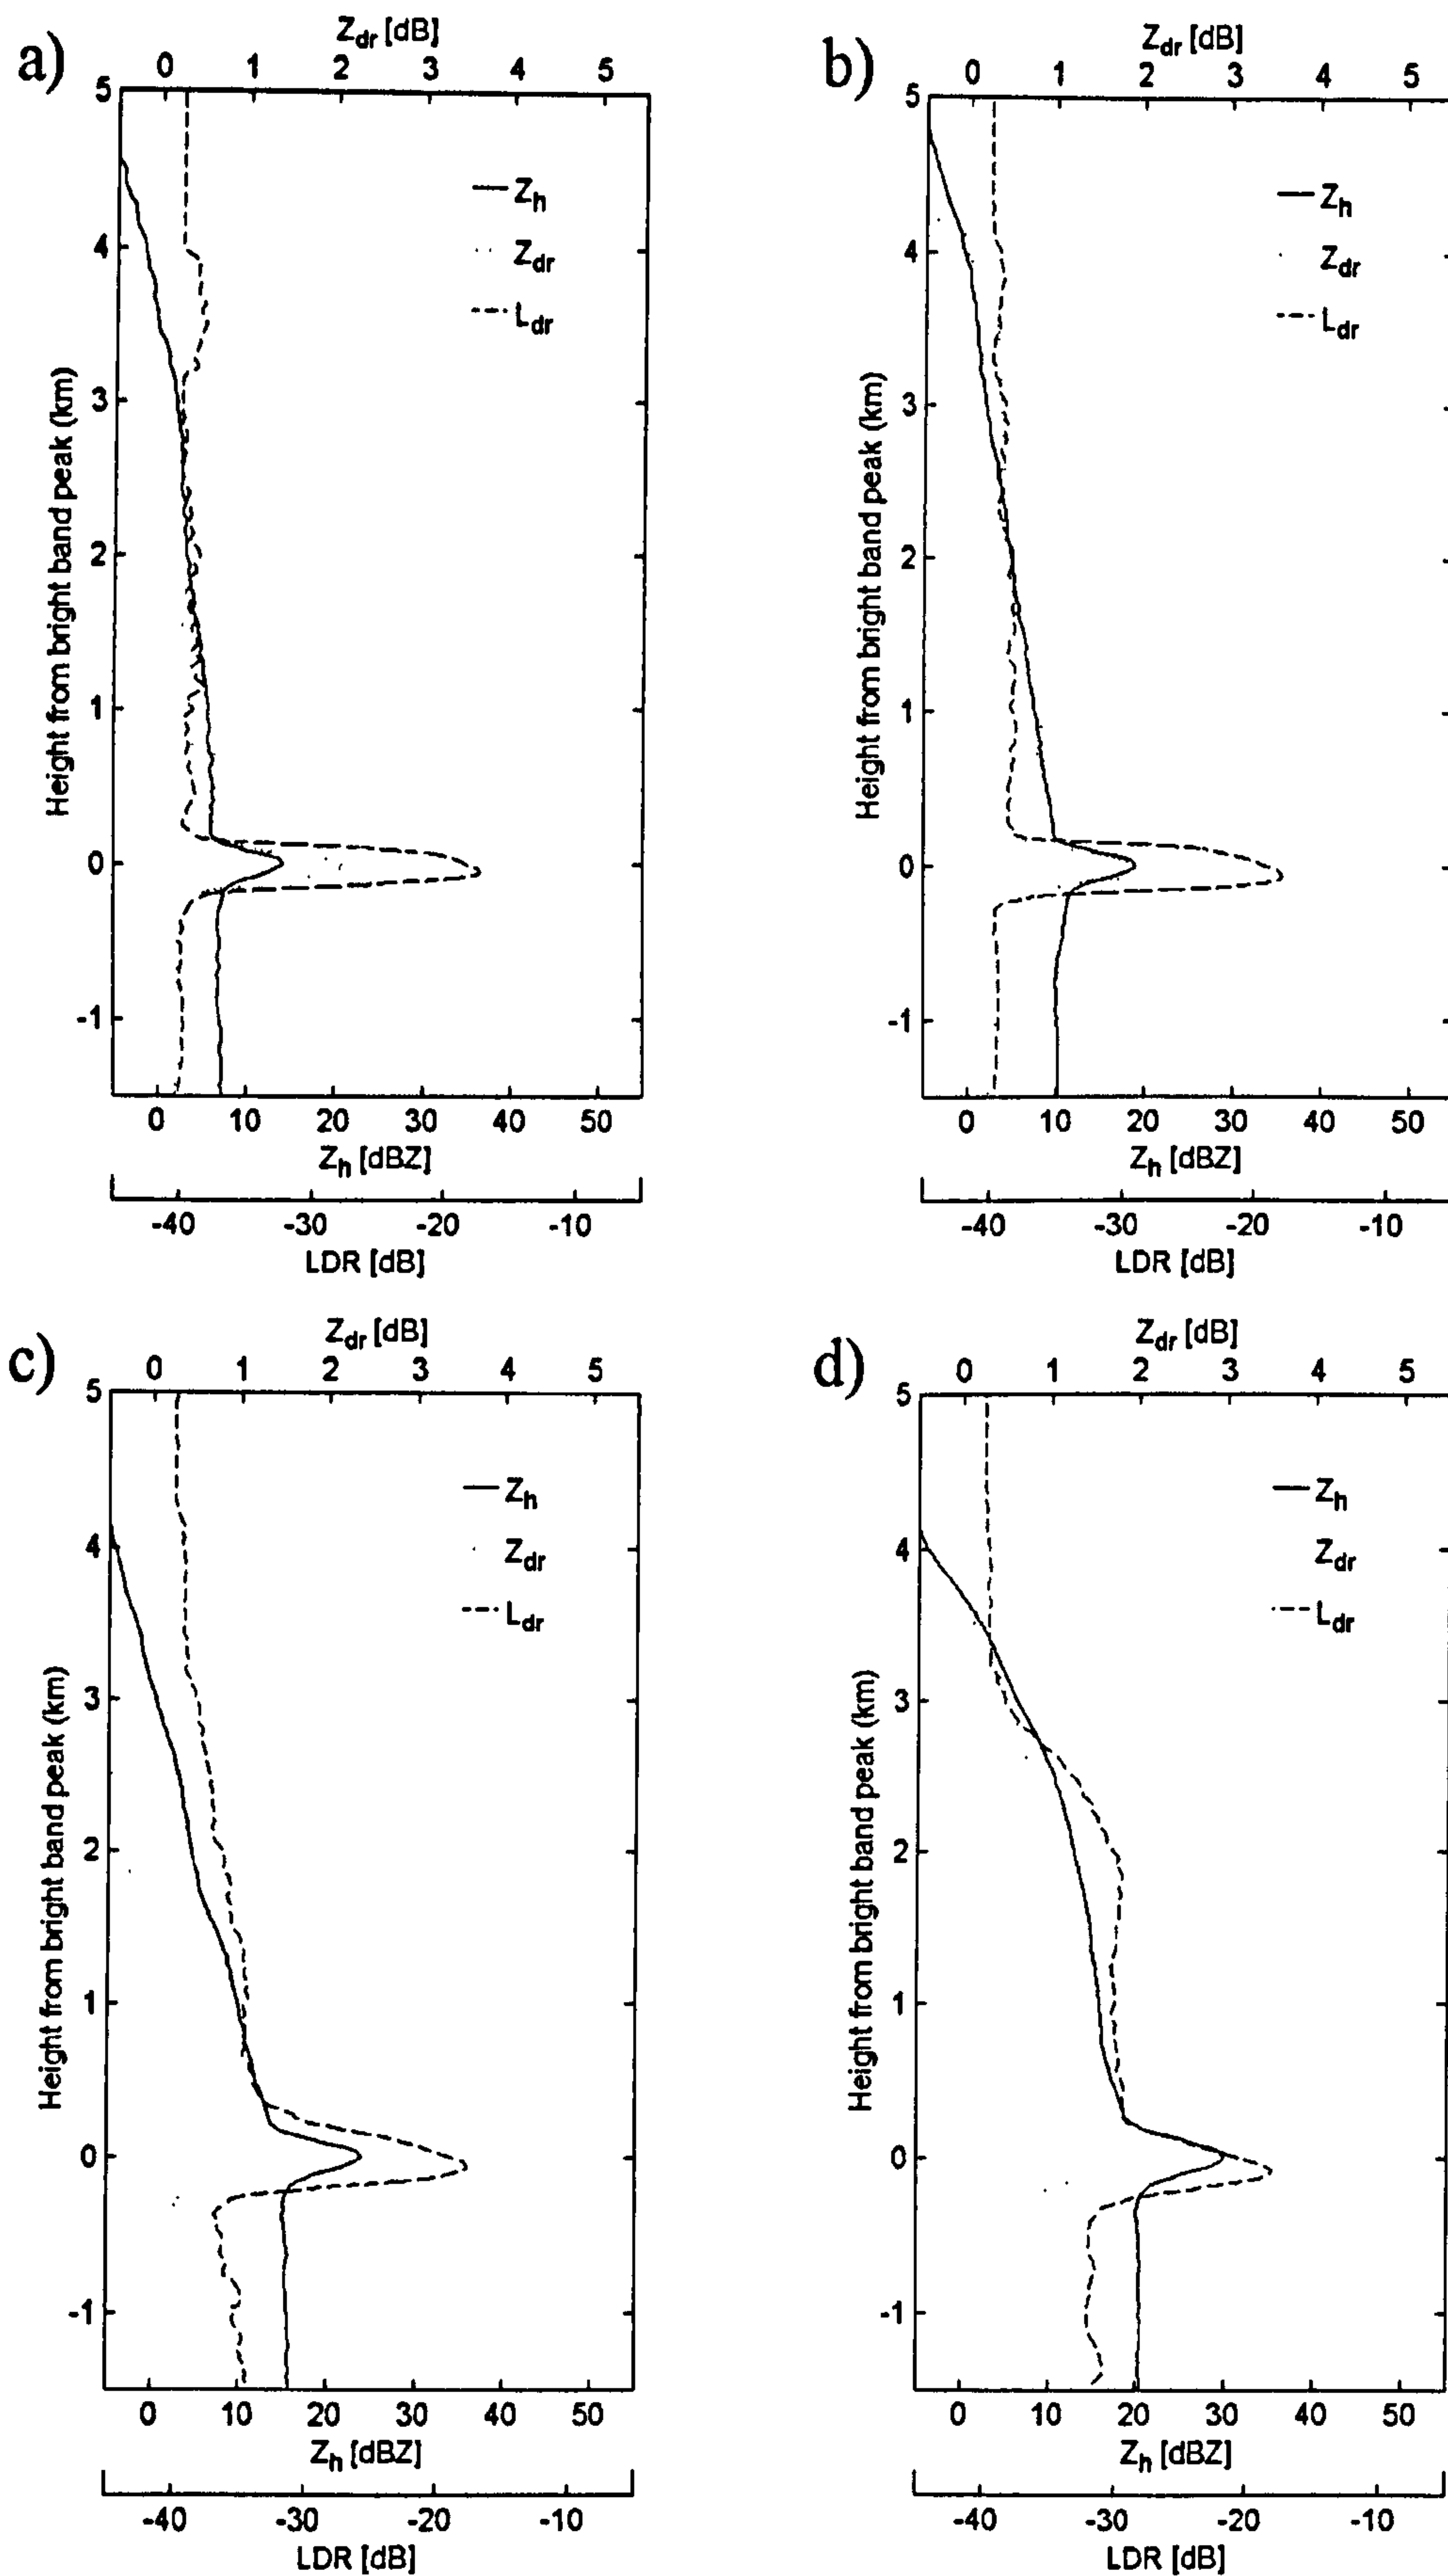 a)
Z_dr [dB]
0 1 2 3 4 5
5
4
3
2
1
0
-1
Height from bright band peak (km)
Z_h
Z_dr
L_dr
0 10 20 30 40 50
Z_h [dBZ]
-40 -30 -20 -10
LDR [dB]
b)
Z_dr [dB]
0 1 2 3 4 5
5
4
3
2
1
0
-1
Height from bright band peak (km)
Z_h
Z_dr
L_dr
0 10 20 30 40 50
Z_h [dBZ]
-40 -30 -20 -10
LDR [dB]
c)
Z_dr [dB]
0 1 2 3 4 5
5
4
3
2
1
0
-1
Height from bright band peak (km)
Z_h
Z_dr
L_dr
0 10 20 30 40 50
Z_h [dBZ]
-40 -30 -20 -10
LDR [dB]
d)
Z_dr [dB]
0 1 2 3 4 5
5
4
3
2
1
0
-1
Height from bright band peak (km)
Z_h
Z_dr
L_dr
0 10 20 30 40 50
Z_h [dBZ]
-40 -30 -20 -10
LDR [dB]